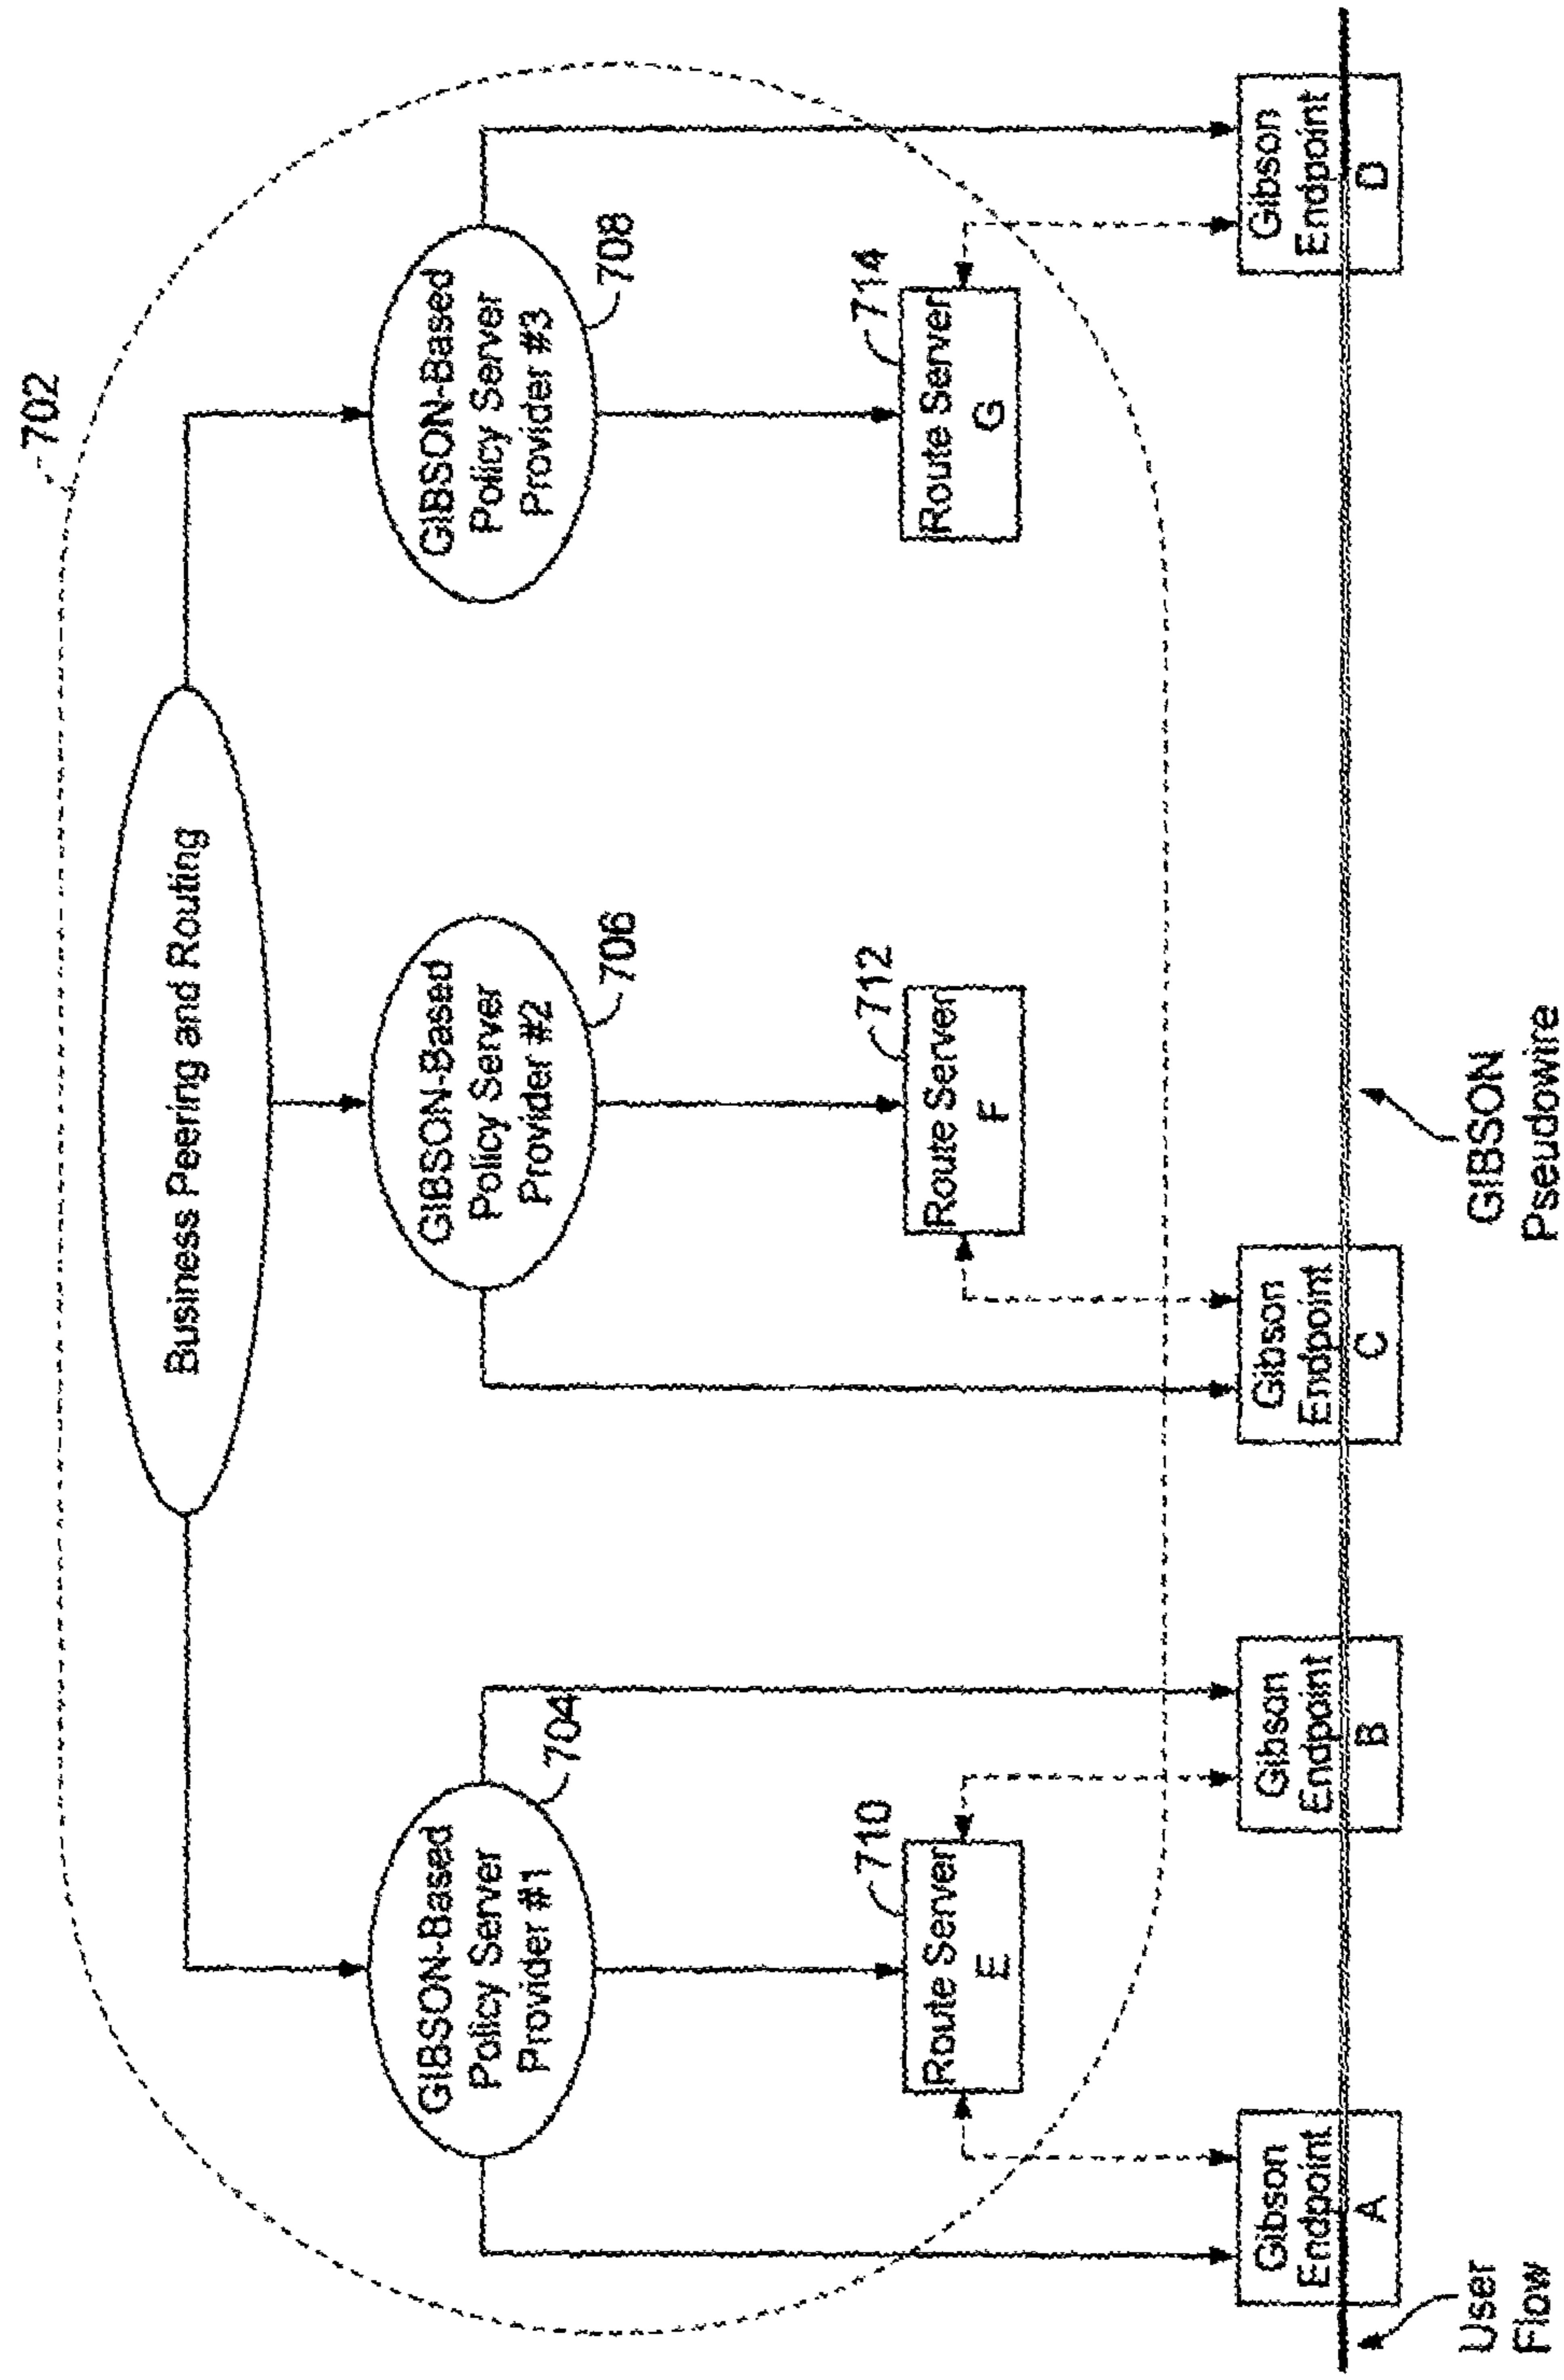 702
Business Peering and Routing
GIBSON-Based
Policy Server
Provider #1
704
GIBSON-Based
Policy Server
Provider #2
706
GIBSON-Based
Policy Server
Provider #3
708
710
Route Server
E
712
Route Server
F
714
Route Server
G
Gibson
Endpoint
A
Gibson
Endpoint
B
Gibson
Endpoint
C
Gibson
Endpoint
D
User
Flow
GIBSON
Pseudowire